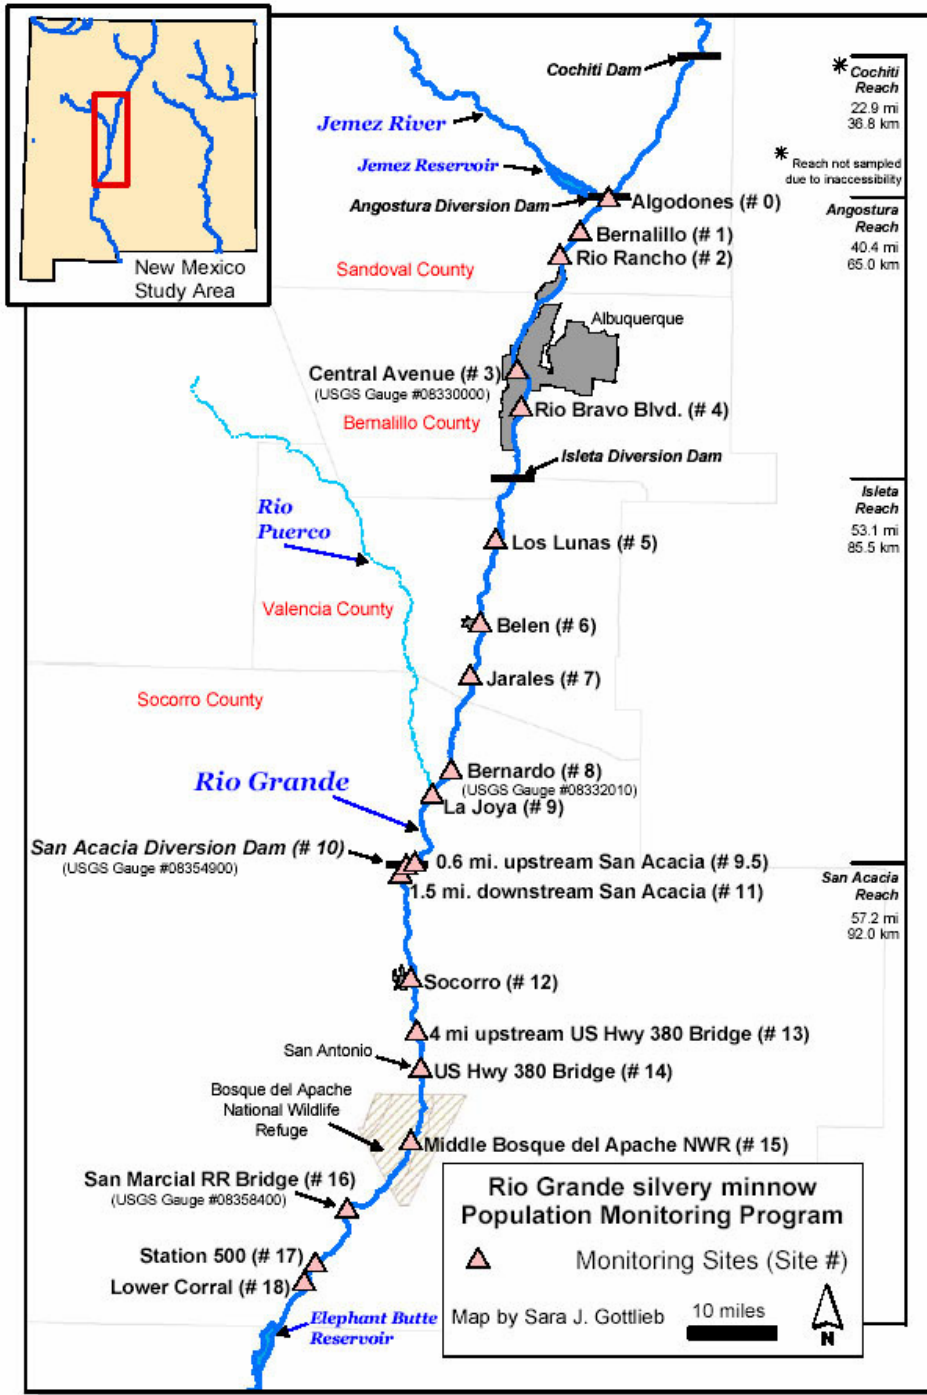 New Mexico
Study Area
Cochiti Dam
* Cochiti
Reach
22.9 mi
36.8 km
* Reach not sampled
due to inaccessibility
Jemez River
Jemez Reservoir
Angostura Diversion Dam
Algodones (# 0)
Angostura
Reach
40.4 mi
65.0 km
Bernalillo (# 1)
Rio Rancho (# 2)
Sandoval County
Albuquerque
Central Avenue (# 3)
(USGS Gauge #08330000)
Rio Bravo Blvd. (# 4)
Bernalillo County
Isleta Diversion Dam
Isleta
Reach
53.1 mi
85.5 km
Rio
Puerco
Los Lunas (# 5)
Valencia County
Belen (# 6)
Jarales (# 7)
Socorro County
Rio Grande
Bernardo (# 8)
(USGS Gauge #08332010)
La Joya (# 9)
San Acacia Diversion Dam (# 10)
(USGS Gauge #08354900)
0.6 mi. upstream San Acacia (# 9.5)
1.5 mi. downstream San Acacia (# 11)
San Acacia
Reach
57.2 mi
92.0 km
Socorro (# 12)
4 mi upstream US Hwy 380 Bridge (# 13)
San Antonio
US Hwy 380 Bridge (# 14)
Bosque del Apache
National Wildlife
Refuge
Middle Bosque del Apache NWR (# 15)
San Marcial RR Bridge (# 16)
(USGS Gauge #08358400)
Station 500 (# 17)
Lower Corral (# 18)
Elephant Butte
Reservoir
Rio Grande silvery minnow
Population Monitoring Program
Monitoring Sites (Site #)
Map by Sara J. Gottlieb
10 miles
N